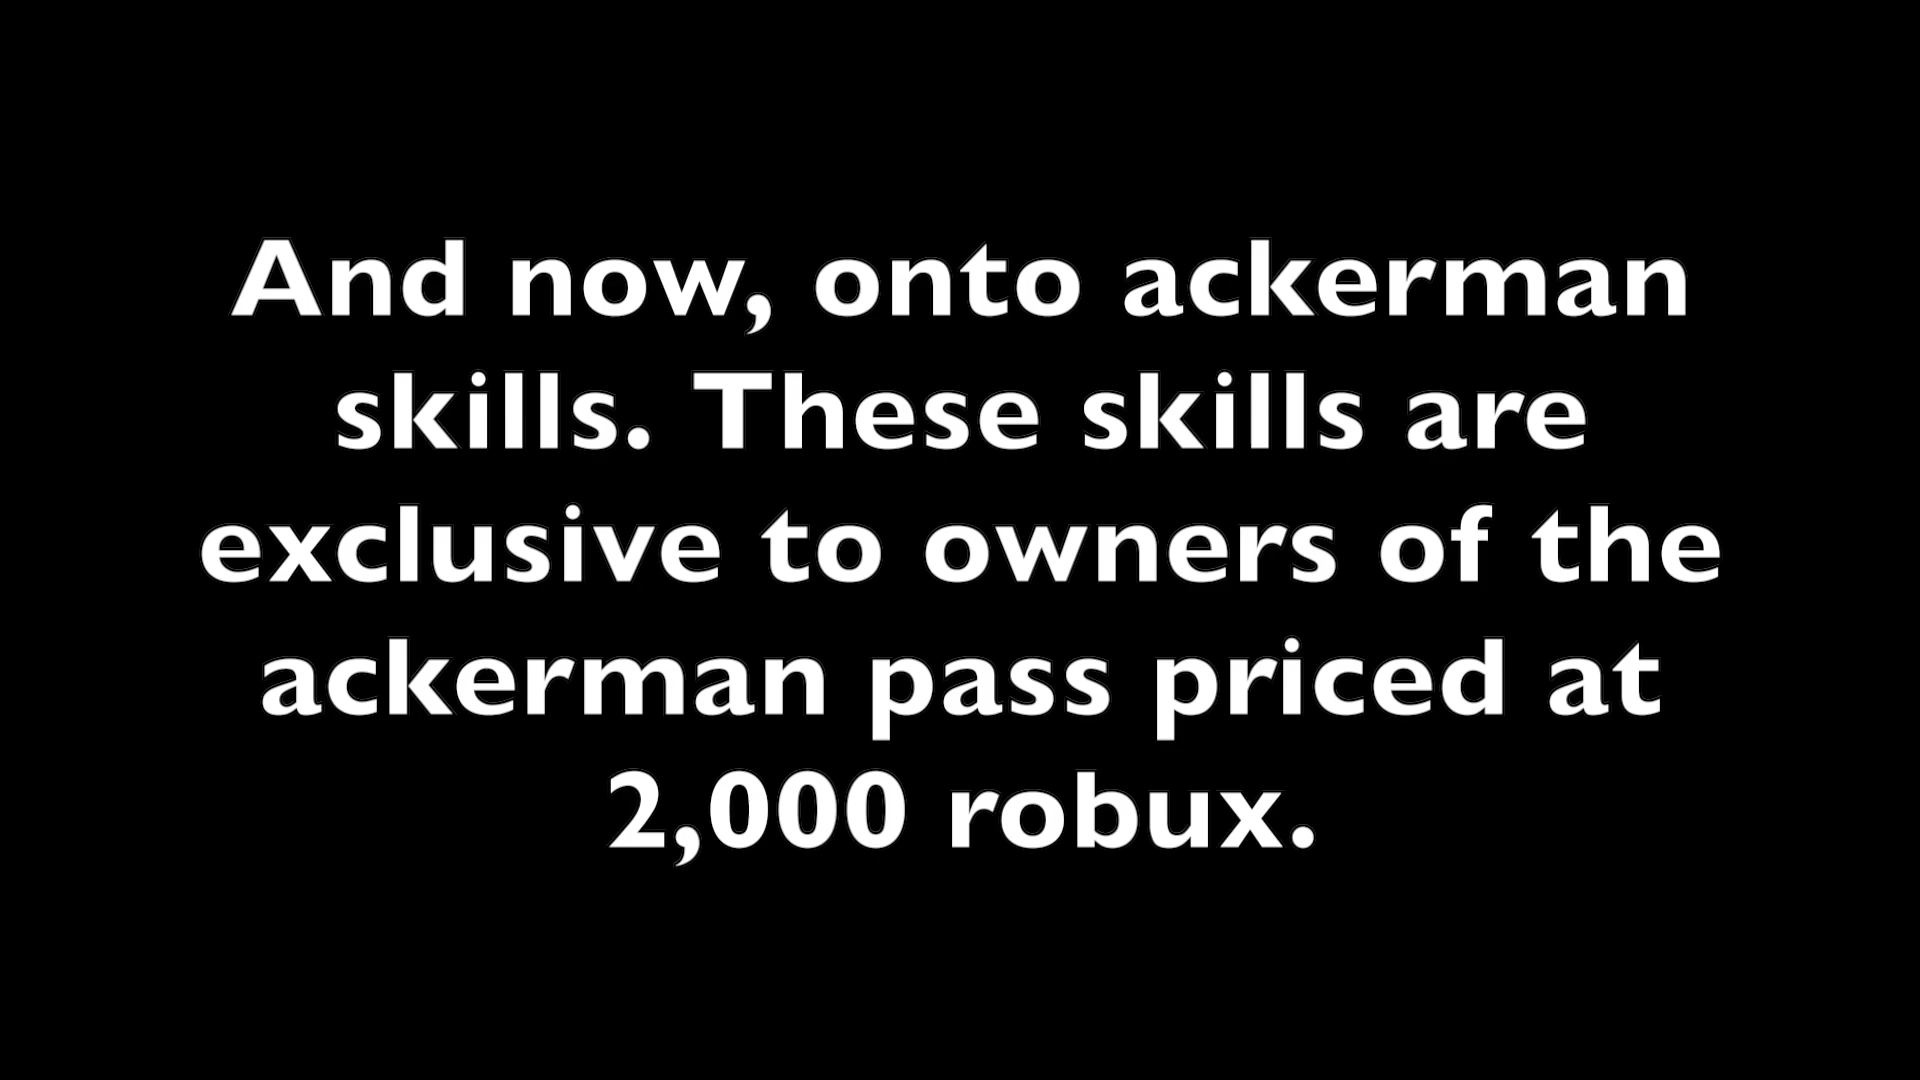 And now, onto ackerman
skills. These skills are
exclusive to owners of the
ackerman pass priced at
2,000 robux.